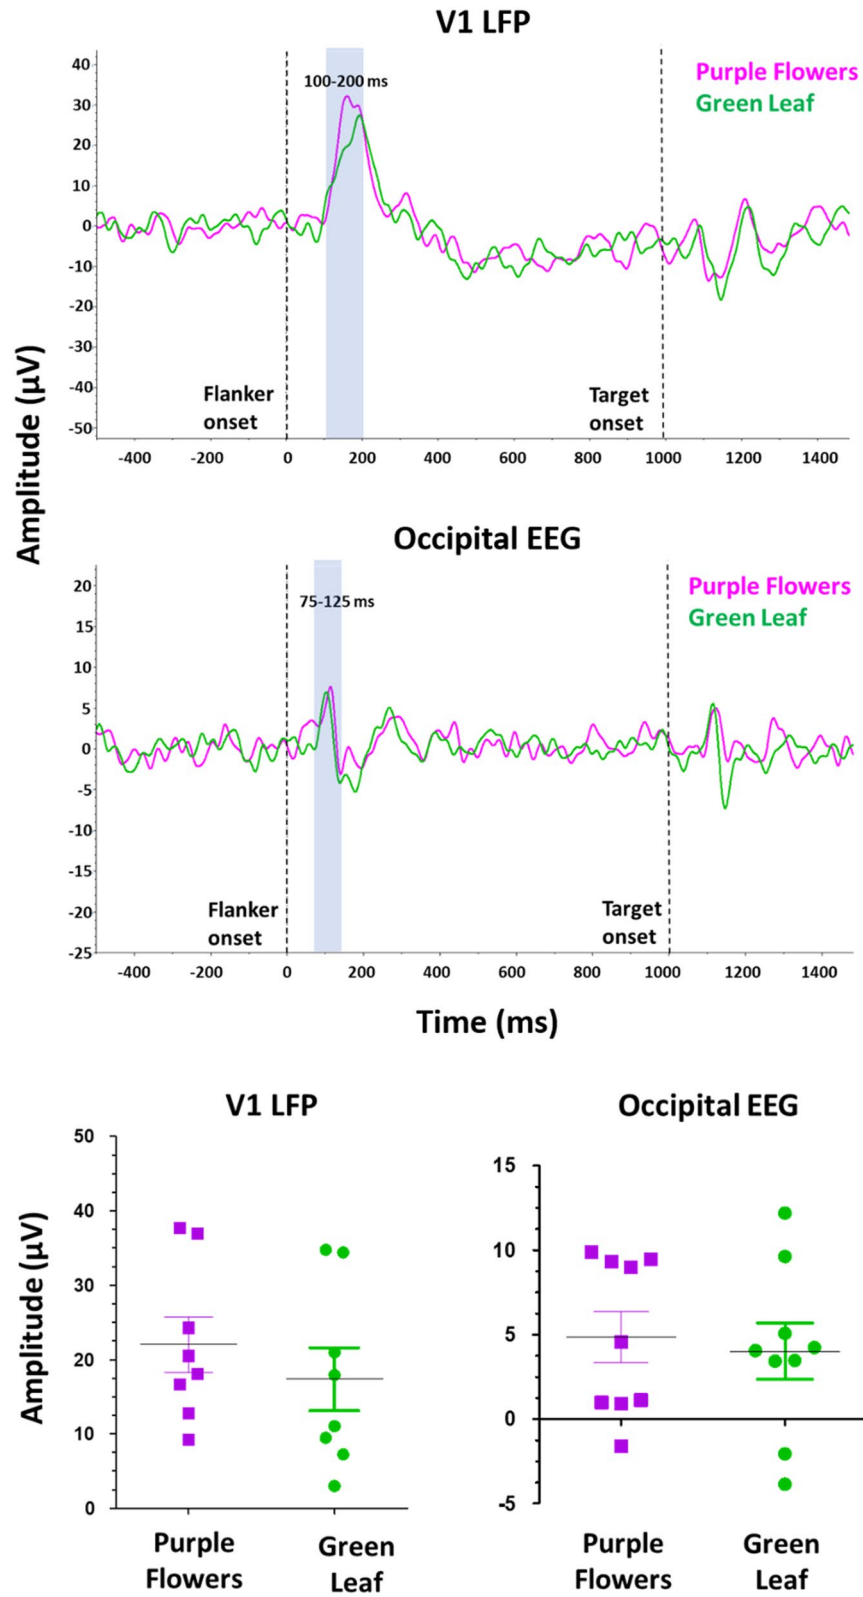 V1 LFP
40
30
20
10
0
-10
-20
-30
-40
-50
100-200 ms
Purple Flowers
Green Leaf
Flanker
onset
Target
onset
-400 -200 0 200 400 600 800 1000 1200 1400
Amplitude (µV)
Occipital EEG
20
15
10
5
0
-5
-10
-15
-20
-25
75-125 ms
Purple Flowers
Green Leaf
Flanker
onset
Target
onset
-400 -200 0 200 400 600 800 1000 1200 1400
Time (ms)
V1 LFP
Amplitude (µV)
50
40
30
20
10
0
Purple
Flowers
Green
Leaf
Occipital EEG
15
10
5
0
-5
Purple
Flowers
Green
Leaf